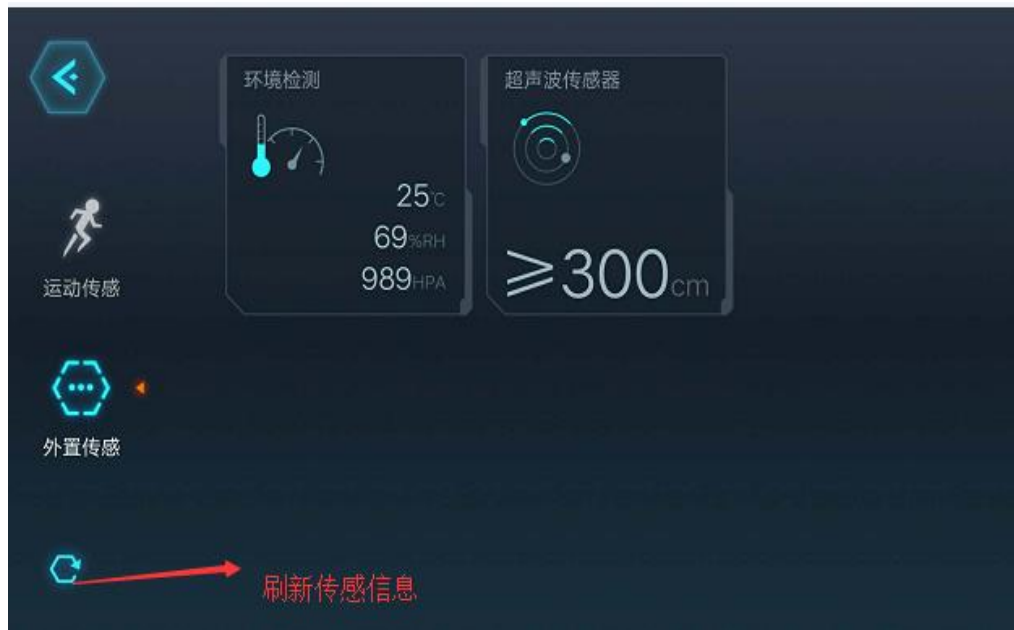 环境检测
25°C
69%RH
989HPA
超声波传感器
≥300cm
运动传感
外置传感
刷新传感信息